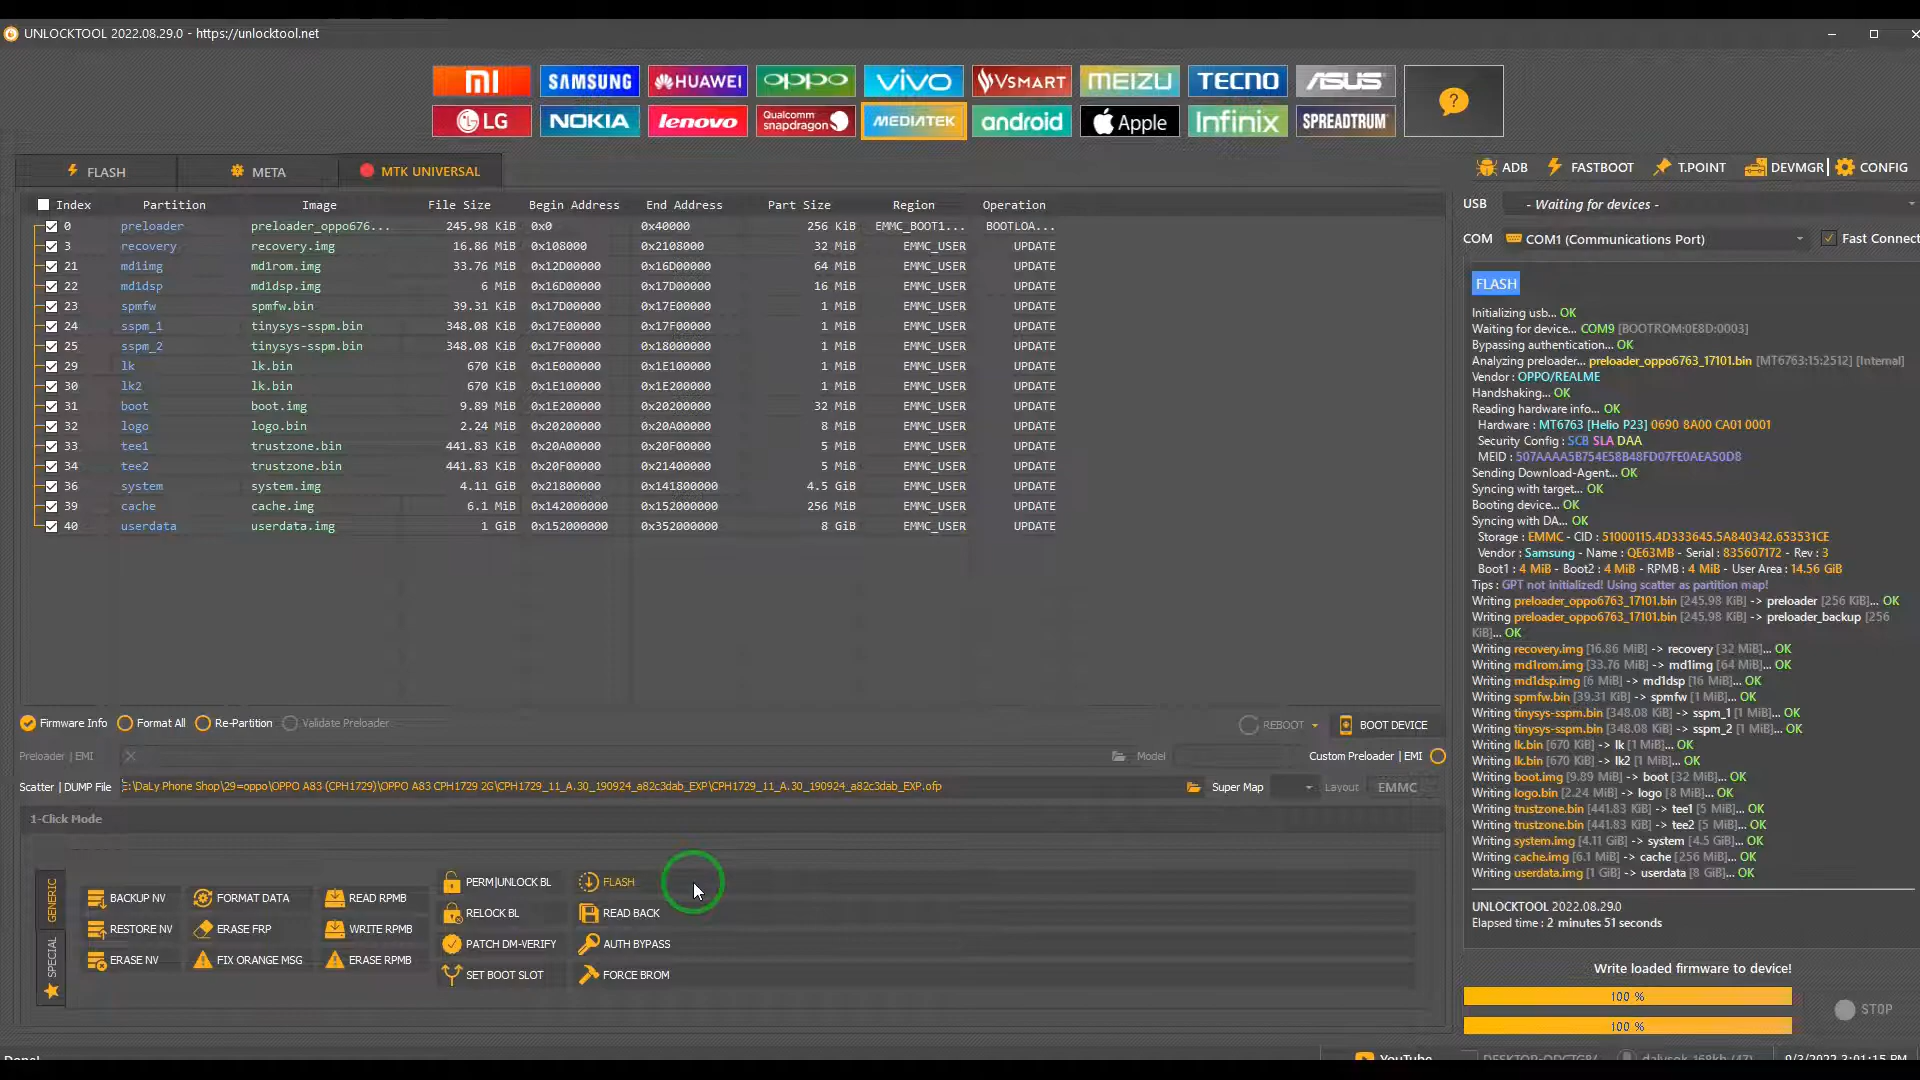 UNLOCKTOOL 2022.08.29.0 - https://unlocktool.net
MI SAMSUNG HUAWEI oppo vivo VSMART MEIZU TECNO ASUS ?
LG NOKIA lenovo Qualcomm snapdragon MEDIATEK android Apple Infinix SPREADTRUM
FLASH META MTK UNIVERSAL
ADB FASTBOOT T.POINT DEVMGR CONFIG
USB - Waiting for devices -
COM COM1 (Communications Port) Fast Connect
Index Partition Image File Size Begin Address End Address Part Size Region Operation
0 preloader preloader_oppo676... 245.98 KiB 0x0 0x40000 256 KiB EMMC_BOOT1... BOOTLOA...
3 recovery recovery.img 16.86 MiB 0x108000 0x2108000 32 MiB EMMC_USER UPDATE
21 md1img md1rom.img 33.76 MiB 0x12D00000 0x16D00000 64 MiB EMMC_USER UPDATE
22 md1dsp md1dsp.img 6 MiB 0x16D00000 0x17D00000 16 MiB EMMC_USER UPDATE
23 spmfw spmfw.bin 39.31 KiB 0x17D00000 0x17E00000 1 MiB EMMC_USER UPDATE
24 sspm_1 tinysys-sspm.bin 348.08 KiB 0x17E00000 0x17F00000 1 MiB EMMC_USER UPDATE
25 sspm_2 tinysys-sspm.bin 348.08 KiB 0x17F00000 0x18000000 1 MiB EMMC_USER UPDATE
29 lk lk.bin 670 KiB 0x1E000000 0x1E100000 1 MiB EMMC_USER UPDATE
30 lk2 lk.bin 670 KiB 0x1E100000 0x1E200000 1 MiB EMMC_USER UPDATE
31 boot boot.img 9.89 MiB 0x1E200000 0x20200000 32 MiB EMMC_USER UPDATE
32 logo logo.bin 2.24 MiB 0x20200000 0x20A00000 8 MiB EMMC_USER UPDATE
33 tee1 trustzone.bin 441.83 KiB 0x20A00000 0x20F00000 5 MiB EMMC_USER UPDATE
34 tee2 trustzone.bin 441.83 KiB 0x20F00000 0x21400000 5 MiB EMMC_USER UPDATE
36 system system.img 4.11 GiB 0x21800000 0x141800000 4.5 GiB EMMC_USER UPDATE
39 cache cache.img 6.1 MiB 0x142000000 0x152000000 256 MiB EMMC_USER UPDATE
40 userdata userdata.img 1 GiB 0x152000000 0x352000000 8 GiB EMMC_USER UPDATE
Firmware Info Format All Re-Partition Validate Preloader REBOOT BOOT DEVICE
Preloader | EMI Model Custom Preloader | EMI
Scatter | DUMP File E:\DaLy Phone Shop\29=oppo\OPPO A83 (CPH1729)\OPPO A83 CPH1729 2G\CPH1729_11_A.30_190924_a82c3dab_EXP\CPH1729_11_A.30_190924_a82c3dab_EXP.ofp Super Map Layout EMMC
1-Click Mode
GENERIC
SPECIAL
BACKUP NV FORMAT DATA READ RPMB
RESTORE NV ERASE FRP WRITE RPMB
ERASE NV FIX ORANGE MSG ERASE RPMB
PERM|UNLOCK BL FLASH
RELOCK BL READ BACK
PATCH DM-VERIFY AUTH BYPASS
SET BOOT SLOT FORCE BROM
FLASH
Initializing usb... OK
Waiting for device... COM9 [BOOTROM:0E8D:0003]
Bypassing authentication... OK
Analyzing preloader... preloader_oppo6763_17101.bin [MT6763:15:2512] [Internal]
Vendor : OPPO/REALME
Handshaking... OK
Reading hardware info... OK
Hardware : MT6763 [Helio P23] 0690 8A00 CA01 0001
Security Config : SCB SLA DAA
MEID : 507AAAA5B754E58B48FD07FE0AEA50D8
Sending Download-Agent... OK
Syncing with target... OK
Booting device... OK
Syncing with DA... OK
Storage : EMMC - CID : 51000115.4D333645.5A840342.653531CE
Vendor : Samsung - Name : QE63MB - Serial : 835607172 - Rev : 3
Boot1 : 4 MiB - Boot2 : 4 MiB - RPMB : 4 MiB - User Area : 14.56 GiB
Tips : GPT not initialized! Using scatter as partition map!
Writing preloader_oppo6763_17101.bin [245.98 KiB] -> preloader [256 KiB]... OK
Writing preloader_oppo6763_17101.bin [245.98 KiB] -> preloader_backup [256
KiB]... OK
Writing recovery.img [16.86 MiB] -> recovery [32 MiB]... OK
Writing md1rom.img [33.76 MiB] -> md1img [64 MiB]... OK
Writing md1dsp.img [6 MiB] -> md1dsp [16 MiB]... OK
Writing spmfw.bin [39.31 KiB] -> spmfw [1 MiB]... OK
Writing tinysys-sspm.bin [348.08 KiB] -> sspm_1 [1 MiB]... OK
Writing tinysys-sspm.bin [348.08 KiB] -> sspm_2 [1 MiB]... OK
Writing lk.bin [670 KiB] -> lk [1 MiB]... OK
Writing lk.bin [670 KiB] -> lk2 [1 MiB]... OK
Writing boot.img [9.89 MiB] -> boot [32 MiB]... OK
Writing logo.bin [2.24 MiB] -> logo [8 MiB]... OK
Writing trustzone.bin [441.83 KiB] -> tee1 [5 MiB]... OK
Writing trustzone.bin [441.83 KiB] -> tee2 [5 MiB]... OK
Writing system.img [4.11 GiB] -> system [4.5 GiB]... OK
Writing cache.img [6.1 MiB] -> cache [256 MiB]... OK
Writing userdata.img [1 GiB] -> userdata [8 GiB]... OK
UNLOCKTOOL 2022.08.29.0
Elapsed time : 2 minutes 51 seconds
Write loaded firmware to device!
100 %
100 %
STOP
Done! YouTube 9/3/2022 3:01:15 PM